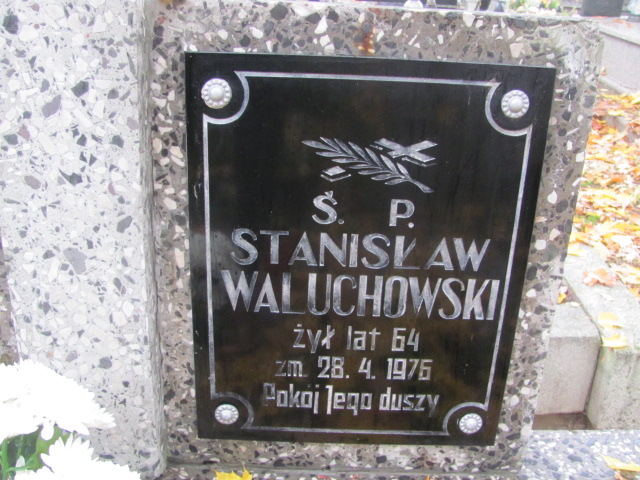 Ś. P.
STANISŁAW
WALUCHOWSKI
żył lat 64
zm. 28. 4. 1976
Pokój Jego duszy